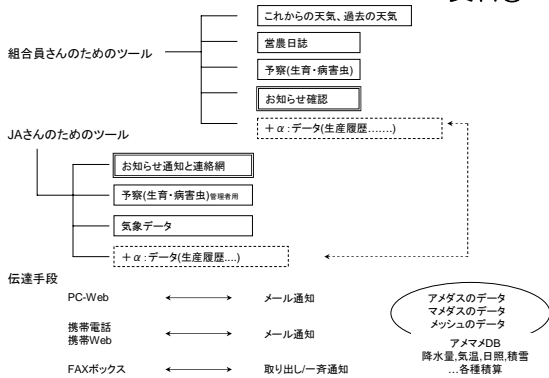 これからの天気、過去の天気
営農日誌
組合員さんのためのツール
予察(生育・病害虫)
お知らせ確認
+α:データ(生産履歴.......)
JAさんのためのツール
お知らせ通知と連絡網
予察(生育・病害虫)管理者用
気象データ
+α:データ(生産履歴....)
伝達手段
PC-Web
メール通知
携帯電話
携帯Web
メール通知
FAXボックス
取り出し/一斉通知
アメダスのデータ
マメダスのデータ
メッシュのデータ
アメマメDB
降水量,気温,日照,積雪
...各種積算